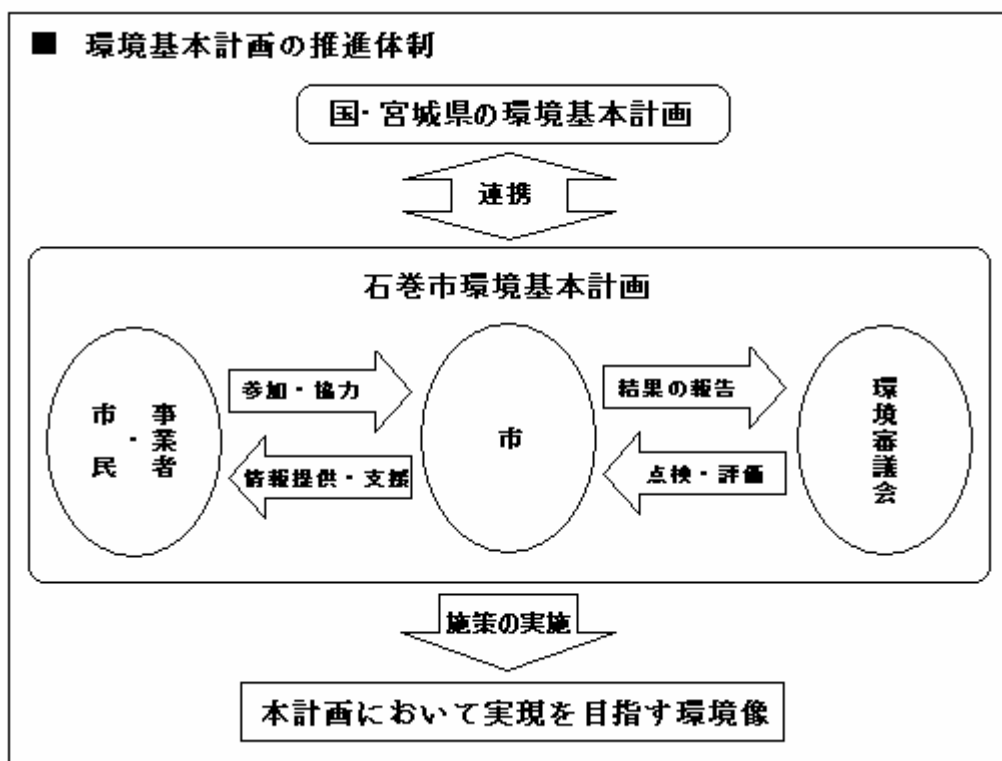 ■ 環境基本計画の推進体制
国・宮城県の環境基本計画
連携
石巻市環境基本計画
事業者
・
市民
参加・協力
情報提供・支援
市
結果の報告
点検・評価
環境審議会
施策の実施
本計画において実現を目指す環境像